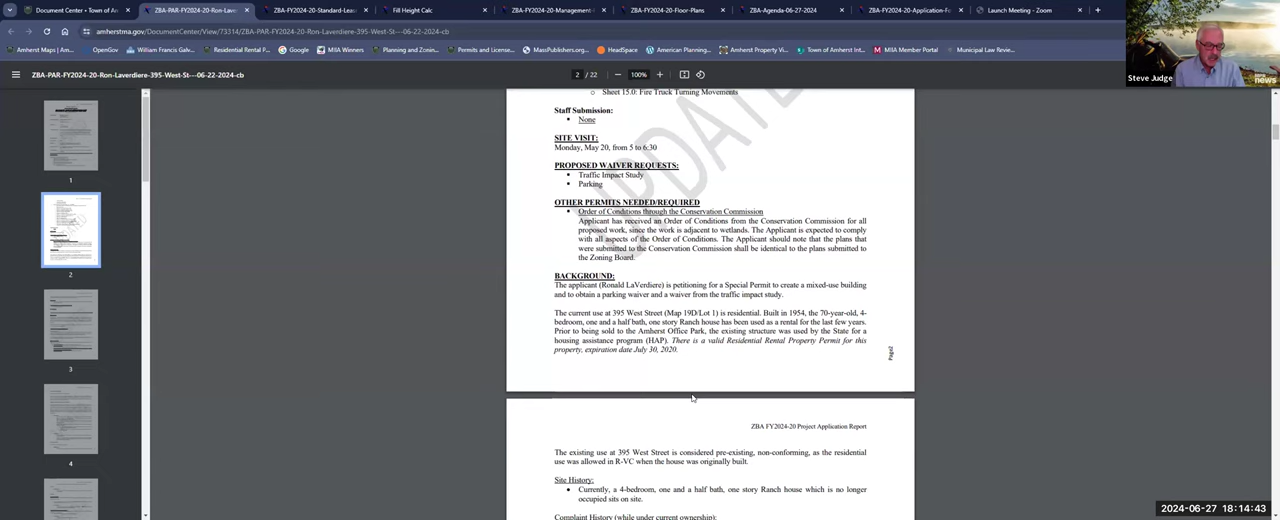 Document Center • Town of Am
ZBA-PAR-FY2024-20-Ron-Lave
ZBA-FY2024-20-Standard-Leas
Fill Height Calc
ZBA-FY2024-20-Management-
ZBA-FY2024-20-Floor-Plans
ZBA-Agenda-06-27-2024
ZBA-FY2024-20-Application-Fo
Launch Meeting - Zoom
amherstma.gov/DocumentCenter/View/73314/ZBA-PAR-FY2024-20-Ron-Laverdiere-395-West-St---06-22-2024-cb
Amherst Maps | Am...
OpenGov
William Francis Galv...
Residential Rental P...
Google
MIIA Winners
Planning and Zonin...
Permits and License...
MassPublishers.org
HeadSpace
American Planning...
Amherst Property Vi...
Town of Amherst Int...
MIIA Member Portal
Municipal Law Revie...
ZBA-PAR-FY2024-20-Ron-Laverdiere-395-West-St---06-22-2024-cb
2 / 22
100%
Steve Judge
news
1
2
3
4
UPDATE
Sheet 15.0: Fire Truck Turning Movements
Staff Submission:
None
SITE VISIT:
Monday, May 20, from 5 to 6:30
PROPOSED WAIVER REQUESTS:
Traffic Impact Study
Parking
OTHER PERMITS NEEDED/REQUIRED
Order of Conditions through the Conservation Commission
Applicant has received an Order of Conditions from the Conservation Commission for all
proposed work, since the work is adjacent to wetlands. The Applicant is expected to comply
with all aspects of the Order of Conditions. The Applicant should note that the plans that
were submitted to the Conservation Commission shall be identical to the plans submitted to
the Zoning Board.
BACKGROUND:
The applicant (Ronald LaVerdiere) is petitioning for a Special Permit to create a mixed-use building
and to obtain a parking waiver and a waiver from the traffic impact study.
The current use at 395 West Street (Map 19D/Lot 1) is residential. Built in 1954, the 70-year-old, 4-
bedroom, one and a half bath, one story Ranch house has been used as a rental for the last few years.
Prior to being sold to the Amherst Office Park, the existing structure was used by the State for a
housing assistance program (HAP). There is a valid Residential Rental Property Permit for this
property, expiration date July 30, 2020.
Page2
ZBA FY2024-20 Project Application Report
The existing use at 395 West Street is considered pre-existing, non-conforming, as the residential
use was allowed in R-VC when the house was originally built.
Site History:
Currently, a 4-bedroom, one and a half bath, one story Ranch house which is no longer
occupied sits on site.
Complaint History (while under current ownership):
2024-06-27 18:14:43